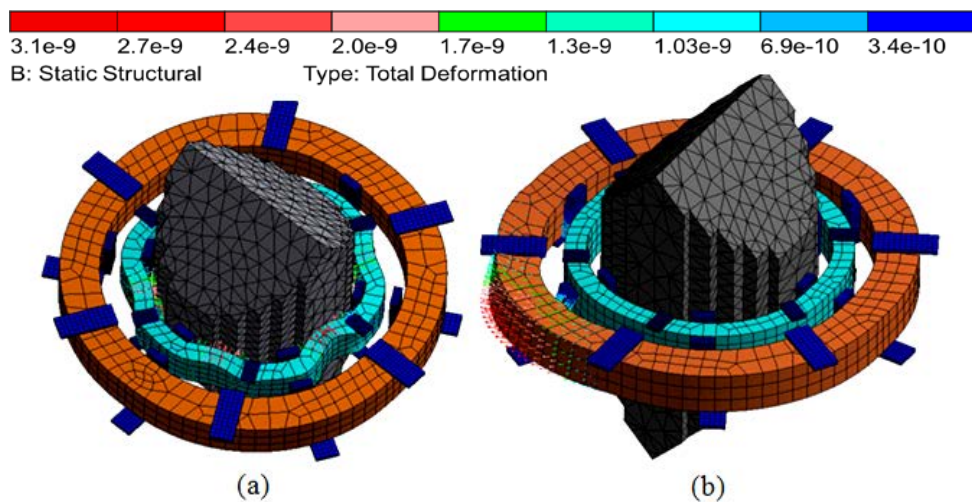 3.1e-9 2.7e-9 2.4e-9 2.0e-9 1.7e-9 1.3e-9 1.03e-9 6.9e-10 3.4e-10
B: Static Structural Type: Total Deformation
(a) (b)